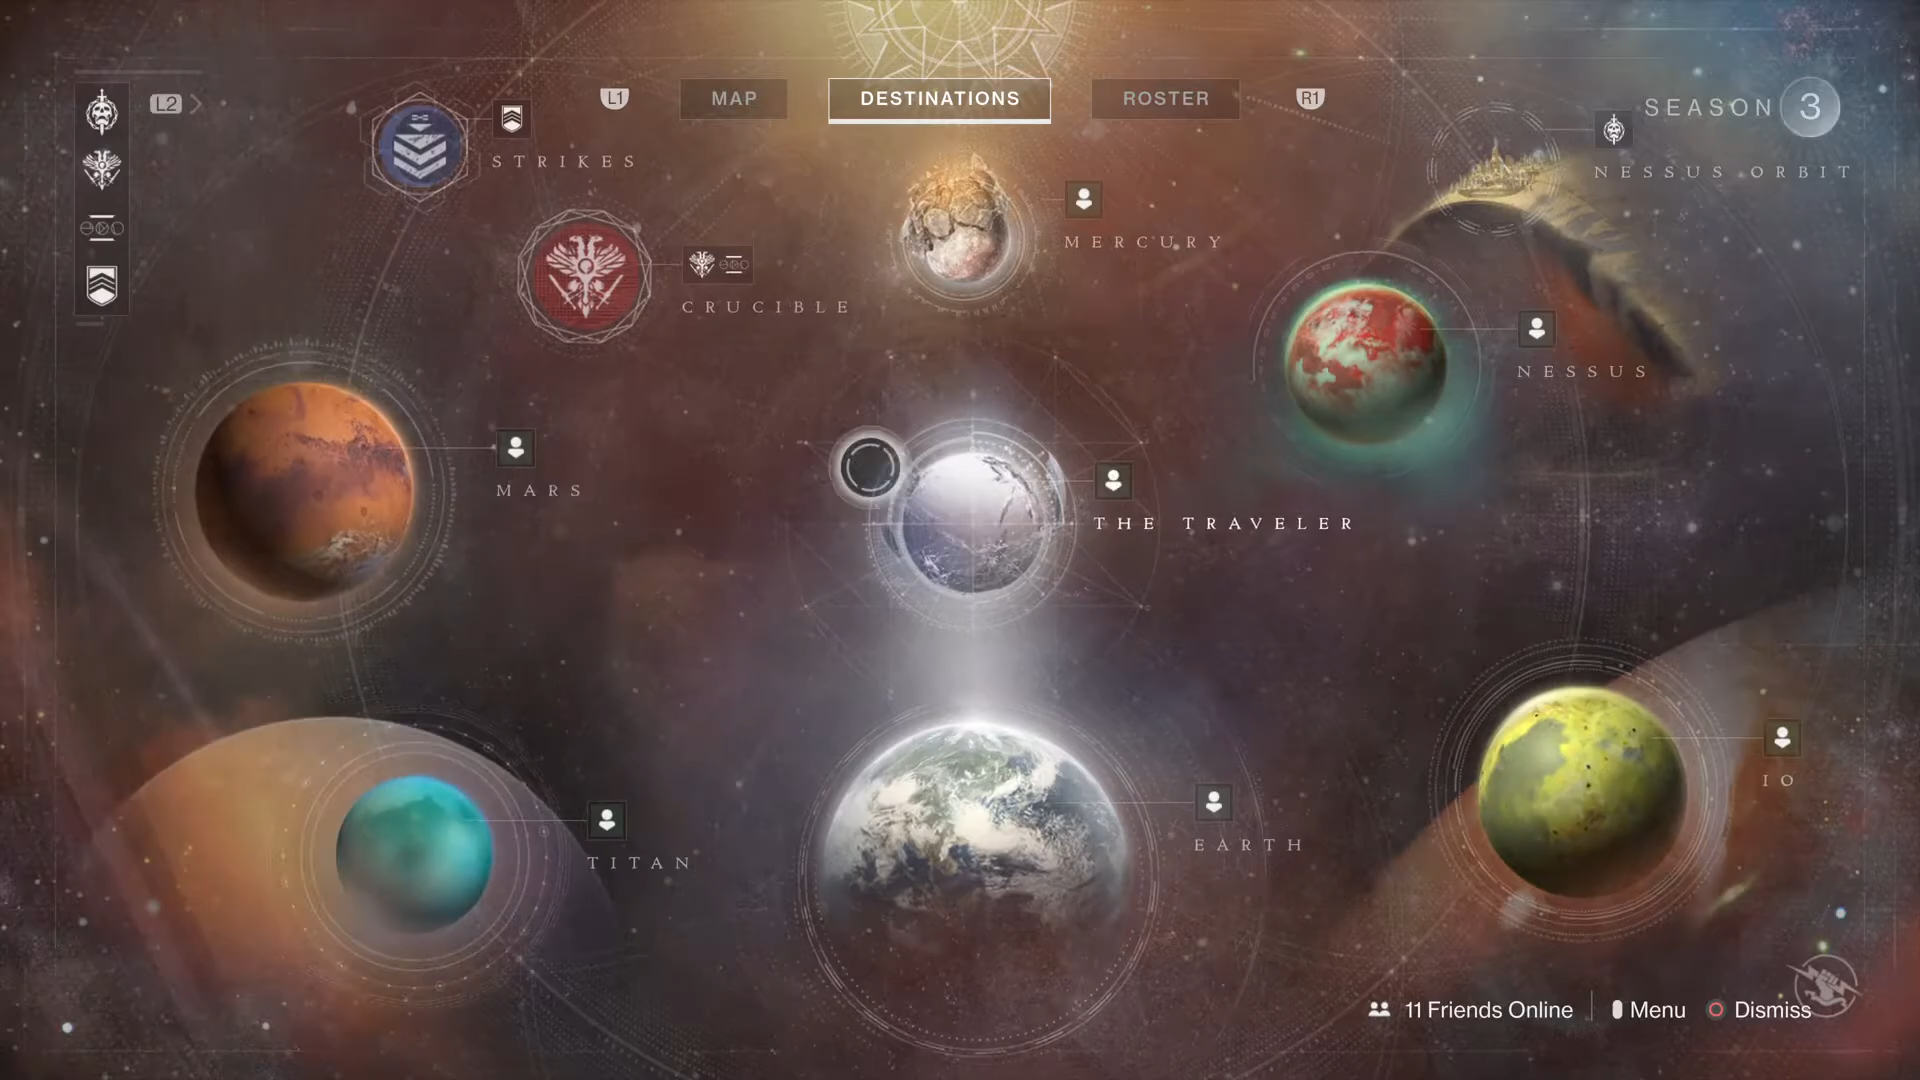 L2
L1
MAP
DESTINATIONS
ROSTER
R1
SEASON 3
STRIKES
NESSUS ORBIT
MERCURY
CRUCIBLE
NESSUS
MARS
THE TRAVELER
IO
EARTH
TITAN
11 Friends Online
Menu
Dismiss